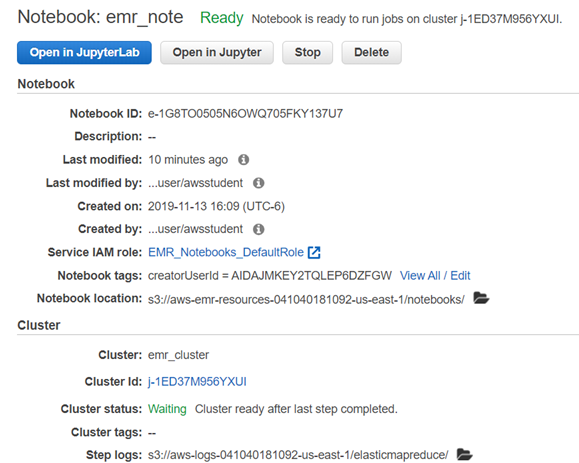 Notebook: emr_note Ready Notebook is ready to run jobs on cluster j-1ED37M956YXUI.
Open in JupyterLab Open in Jupyter Stop Delete
Notebook
Notebook ID: e-1G8TO0505N6OWQ705FKY137U7
Description: --
Last modified: 10 minutes ago
Last modified by: ...user/awsstudent
Created on: 2019-11-13 16:09 (UTC-6)
Created by: ...user/awsstudent
Service IAM role: EMR_Notebooks_DefaultRole
Notebook tags: creatorUserId = AIDAJMKEY2TQLEP6DZFGW View All / Edit
Notebook location: s3://aws-emr-resources-041040181092-us-east-1/notebooks/
Cluster
Cluster: emr_cluster
Cluster Id: j-1ED37M956YXUI
Cluster status: Waiting Cluster ready after last step completed.
Cluster tags: --
Step logs: s3://aws-logs-041040181092-us-east-1/elasticmapreduce/